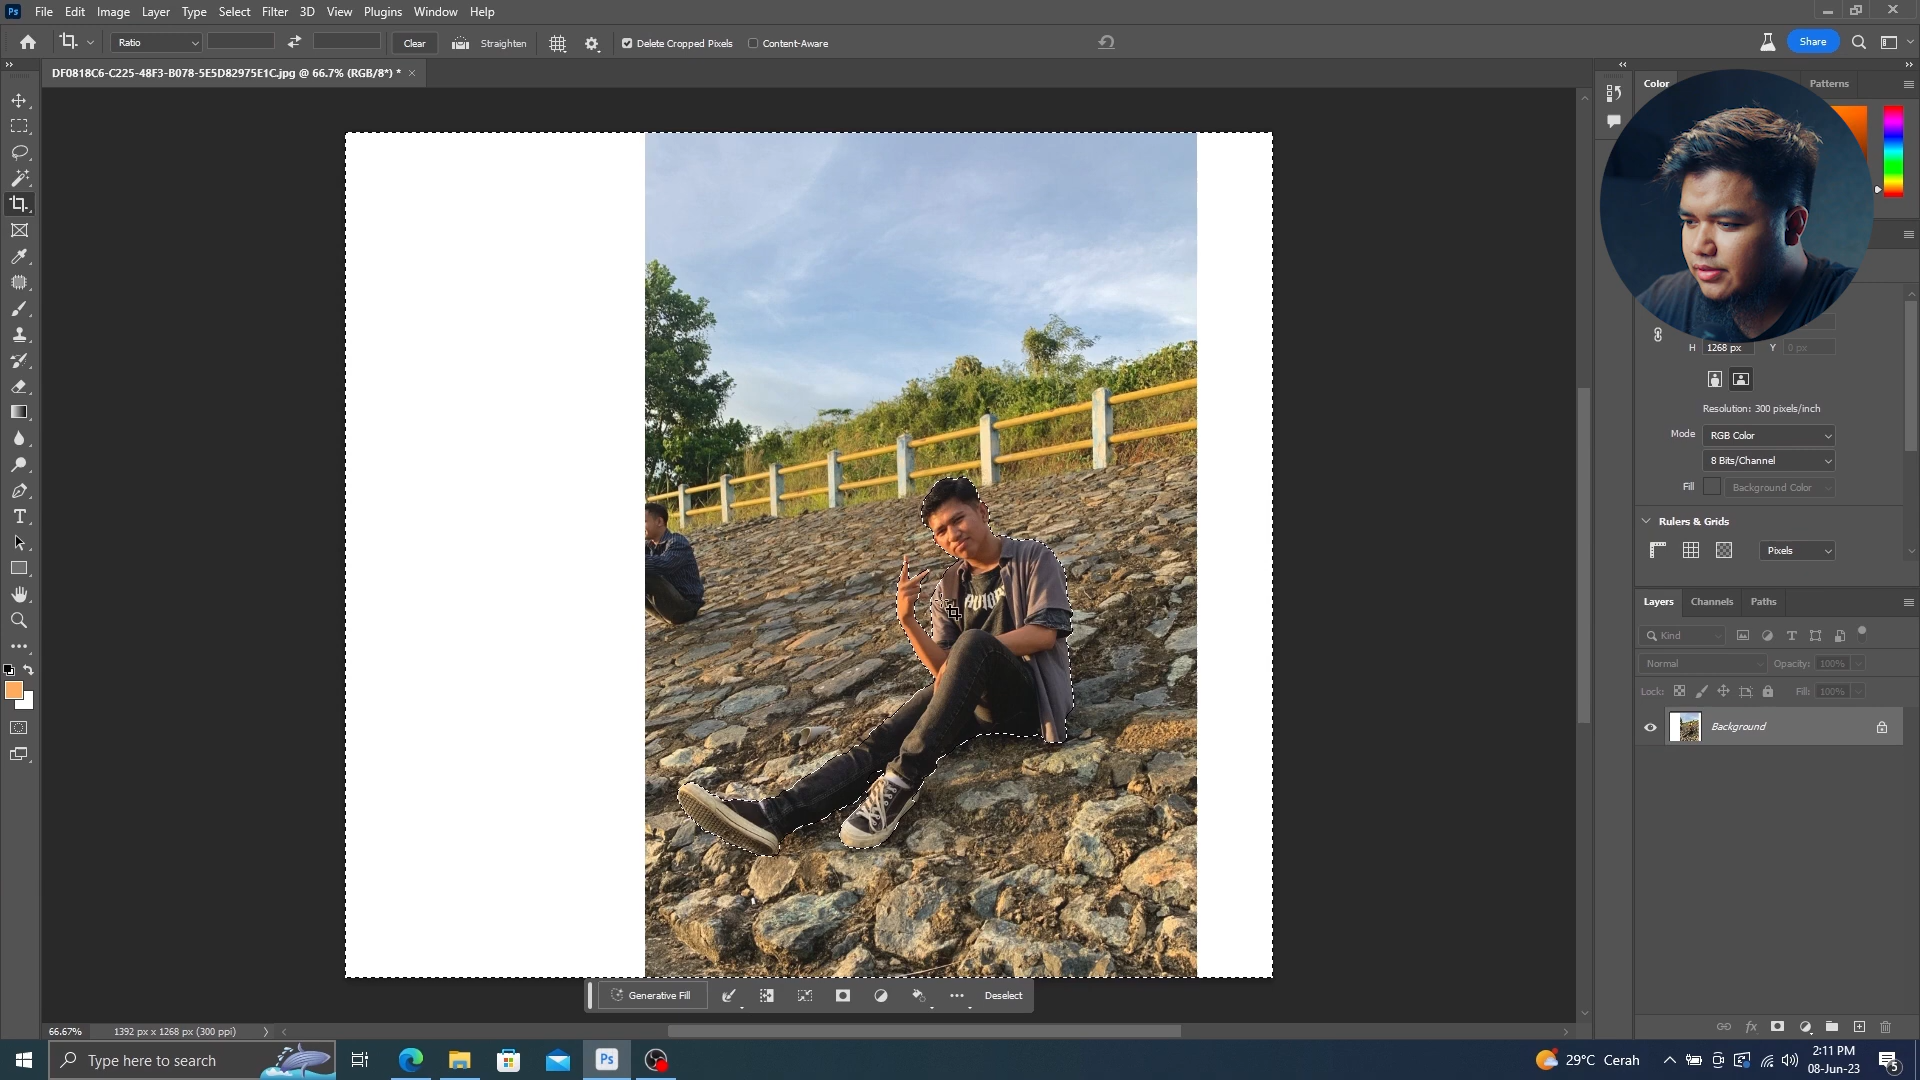 Ps File Edit Image Layer Type Select Filter 3D View Plugins Window Help
Ratio Clear Straighten Delete Cropped Pixels Content-Aware Share
DF0818C6-C225-48F3-B078-5E5D82975E1C.jpg @ 66.7% (RGB/8*) * ×
Color Patterns
H 1268 px Y 0 px
Resolution: 300 pixels/inch
Mode RGB Color
8 Bits/Channel
Fill Background Color
Rulers & Grids
Pixels
Layers Channels Paths
Kind
Normal Opacity: 100%
Lock: Fill: 100%
Background
Generative Fill Deselect
66.67% 1392 px x 1268 px (300 ppi)
Type here to search Ps 29°C Cerah 2:11 PM
08-Jun-23 5